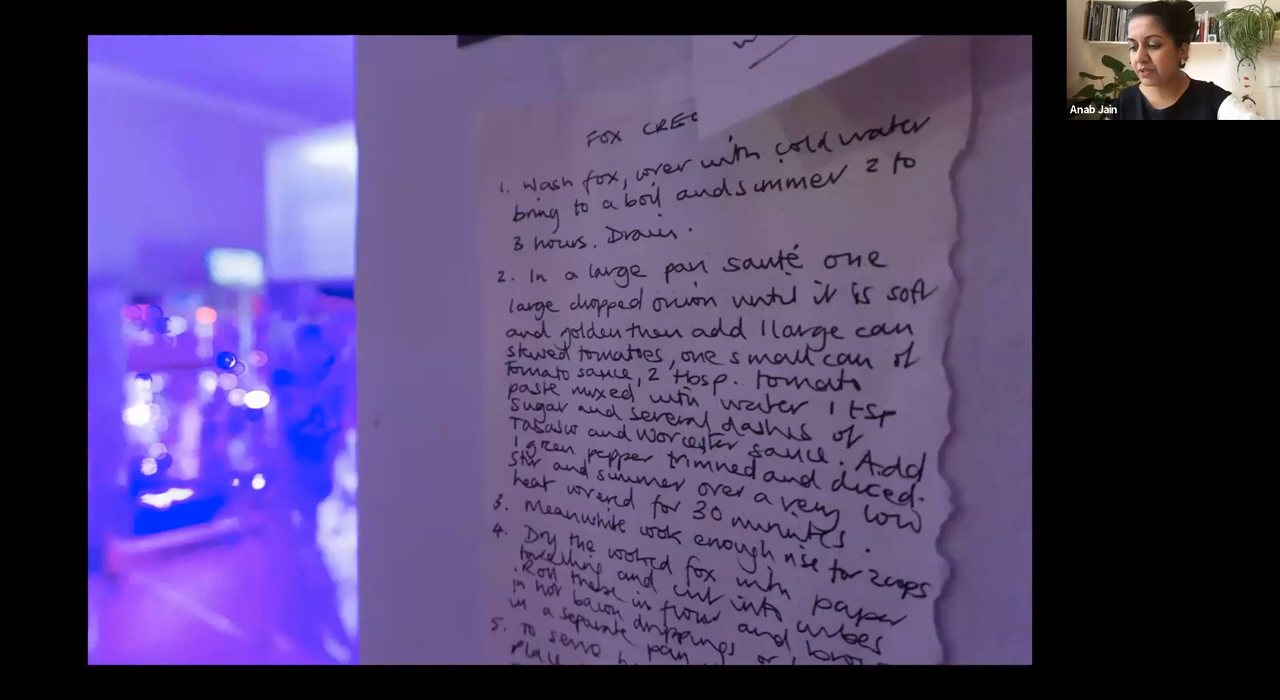 FOX CREO
1. Wash fox, cover with cold water
bring to a boil and simmer 2 to
3 hours. Drain.
2. In a large pan sauté one
large chopped onion until it is soft
and golden then add 1 large can
stewed tomatoes, one small can of
tomato sauce, 2 tbsp. tomato
paste mixed with water 1 tsp
sugar and several dashes of
Tabasco and Worcester sauce. Add
1 green pepper trimmed and diced.
Stir and simmer over a very low
heat covered for 30 minutes.
3. Meanwhile cook enough rise for 2 cups
4. Dry the cooked fox with paper
towelling and cut into cubes
. Roll these in flour and brow
in hot bacon drippings or
in a separate pan
5. To serve
Anab Jain